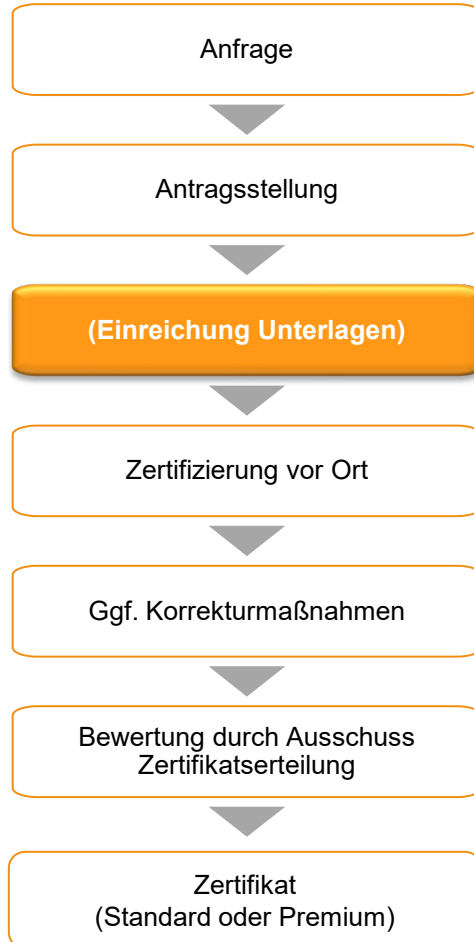 Anfrage
Antragsstellung
(Einreichung Unterlagen)
Zertifizierung vor Ort
Ggf. Korrekturmaßnahmen
Bewertung durch Ausschuss
Zertifikatserteilung
Zertifikat
(Standard oder Premium)